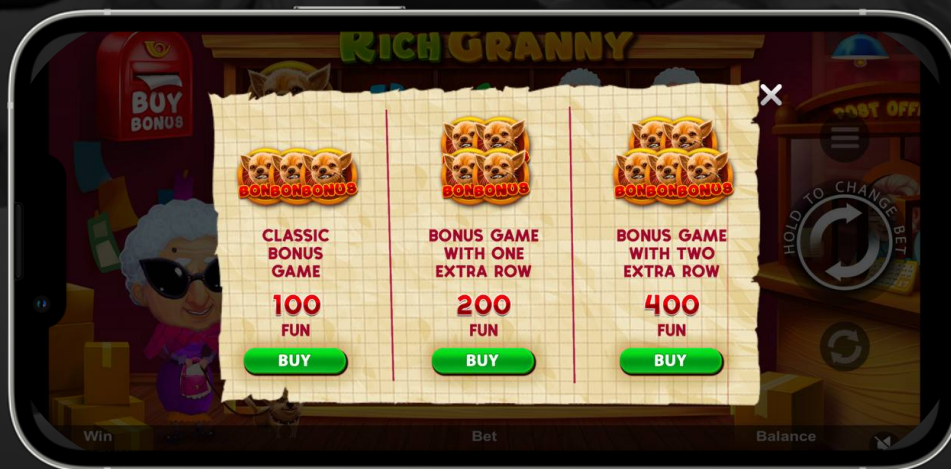 RICH GRANNY
BUY
BONUS
POST OFFI
HOLD TO CHANGE BET
BONBONBONUS
CLASSIC
BONUS
GAME
100
FUN
BUY
BONBONUS
BONUS GAME
WITH ONE
EXTRA ROW
200
FUN
BUY
BONBONBONUS
BONUS GAME
WITH TWO
EXTRA ROW
400
FUN
BUY
Win
Bet
Balance